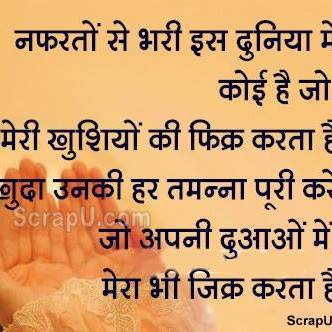 नफरतों से भरी इस दुनिया मे
कोई है जो
मेरी खुशियों की फिक्र करता है
खुदा उनकी हर तमन्ना पूरी करे
ScrapU.com
जो अपनी दुआओं में
मेरा भी जिक्र करता है
ScrapU.